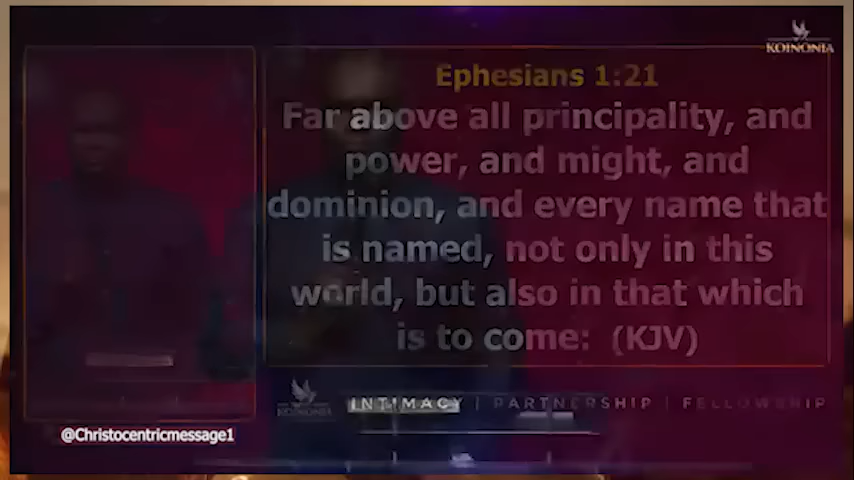 KOINONIA
Ephesians 1:21
Far above all principality, and
power, and might, and
dominion, and every name that
is named, not only in this
world, but also in that which
is to come: (KJV)
KOINONIA
INTIMACY | PARTNERSHIP | FELLOWSHIP
@Christocentricmessage1